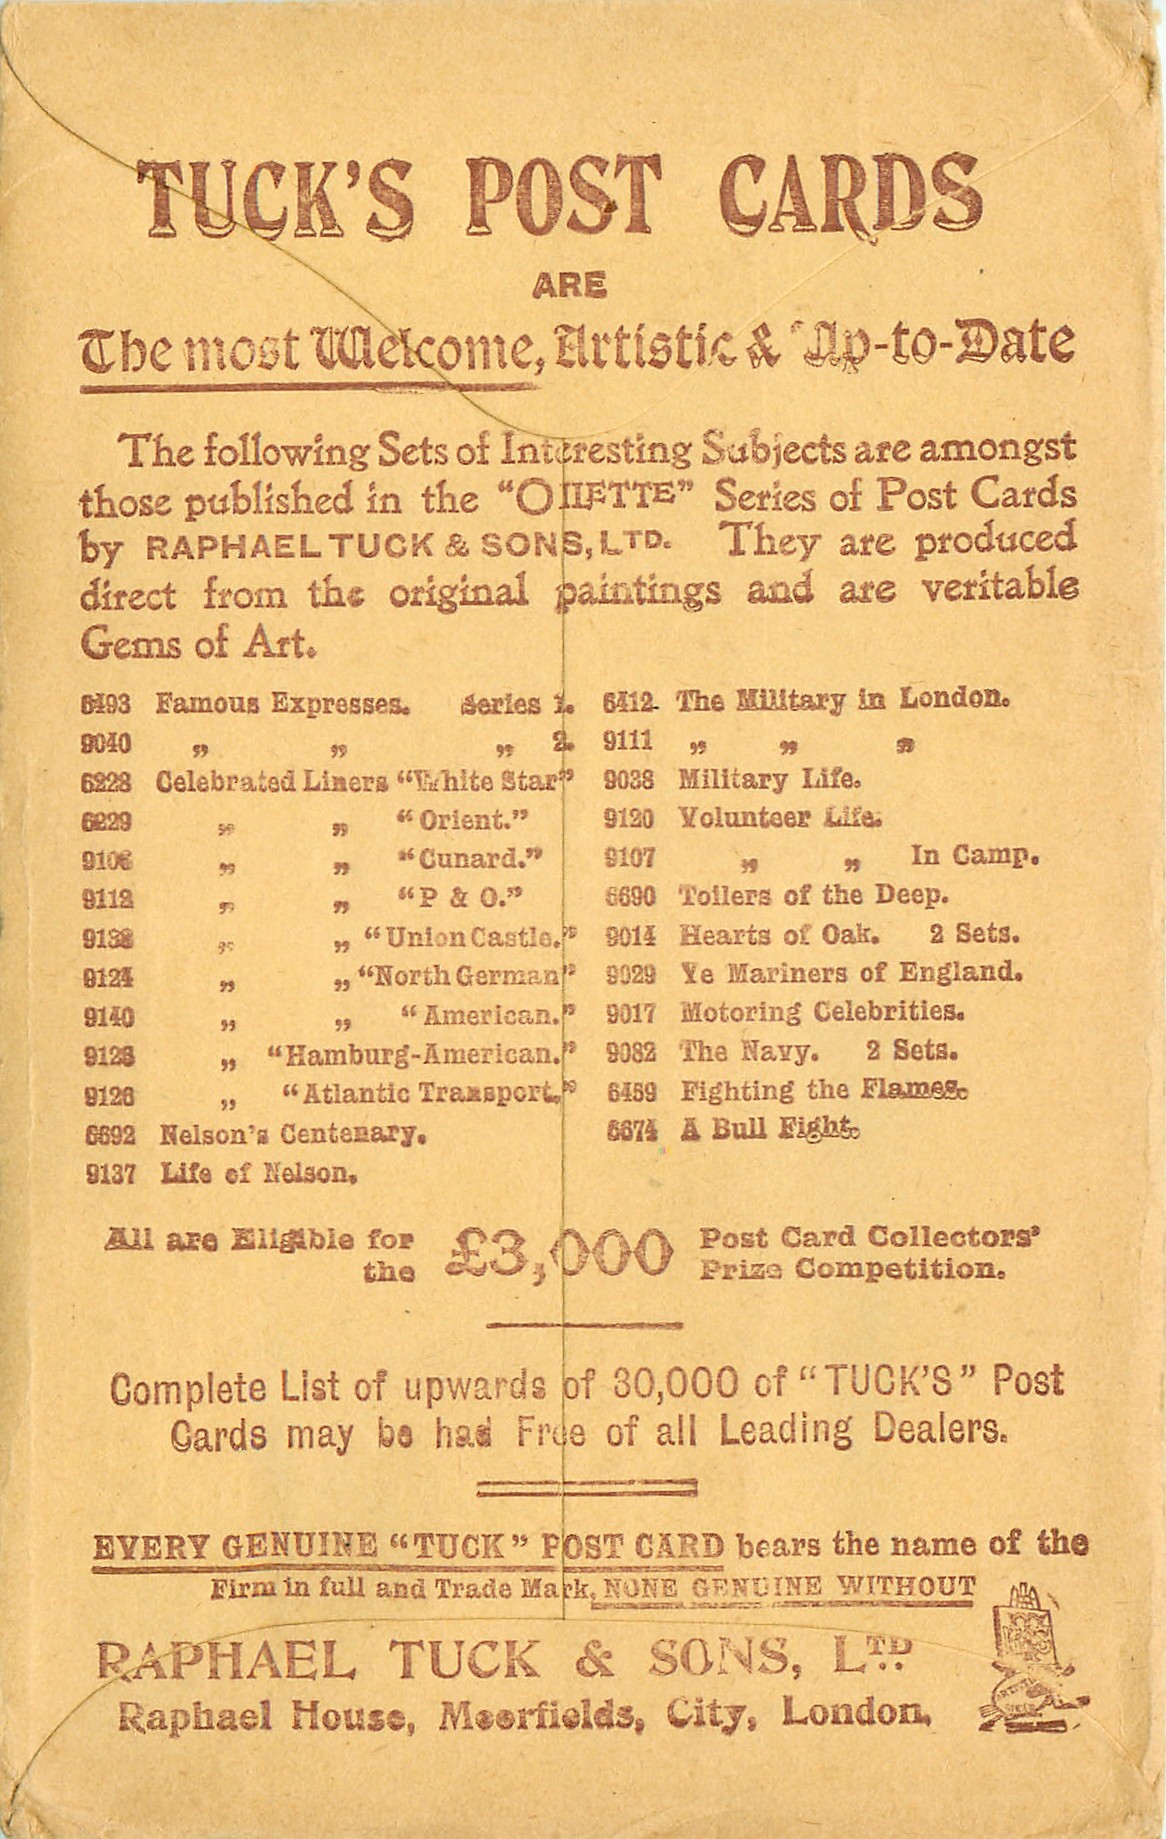 TUCK'S POST CARDS
ARE
The most Welcome, Artistic & Up-to-Date
The following Sets of Interesting Subjects are amongst
those published in the "OILETTE" Series of Post Cards
by RAPHAEL TUCK & SONS, LTD. They are produced
direct from the original paintings and are veritable
Gems of Art.
6493 Famous Expresses. Series 1.
9040 „ „ „ 2.
6228 Celebrated Liners "White Star"
6229 „ „ "Orient."
9106 „ „ "Cunard."
9112 „ „ "P & O."
9138 „ „ "Union Castle."
9124 „ „ "North German"
9140 „ „ "American."
9126 „ "Hamburg-American."
9126 „ "Atlantic Transport."
6692 Nelson's Centenary.
9137 Life of Nelson.
6412 The Military in London.
9111 „ „ „
9038 Military Life.
9120 Volunteer Life.
9107 „ „ In Camp.
6690 Toilers of the Deep.
9014 Hearts of Oak. 2 Sets.
9029 Ye Mariners of England.
9017 Motoring Celebrities.
9082 The Navy. 2 Sets.
6459 Fighting the Flames.
6674 A Bull Fight.
All are Eligible for the £3,000 Post Card Collectors' Prize Competition.
Complete List of upwards of 30,000 of "TUCK'S" Post
Cards may be had Free of all Leading Dealers.
EVERY GENUINE "TUCK" POST CARD bears the name of the
Firm in full and Trade Mark, NONE GENUINE WITHOUT
RAPHAEL TUCK & SONS, LTD.
Raphael House, Moorfields, City, London.